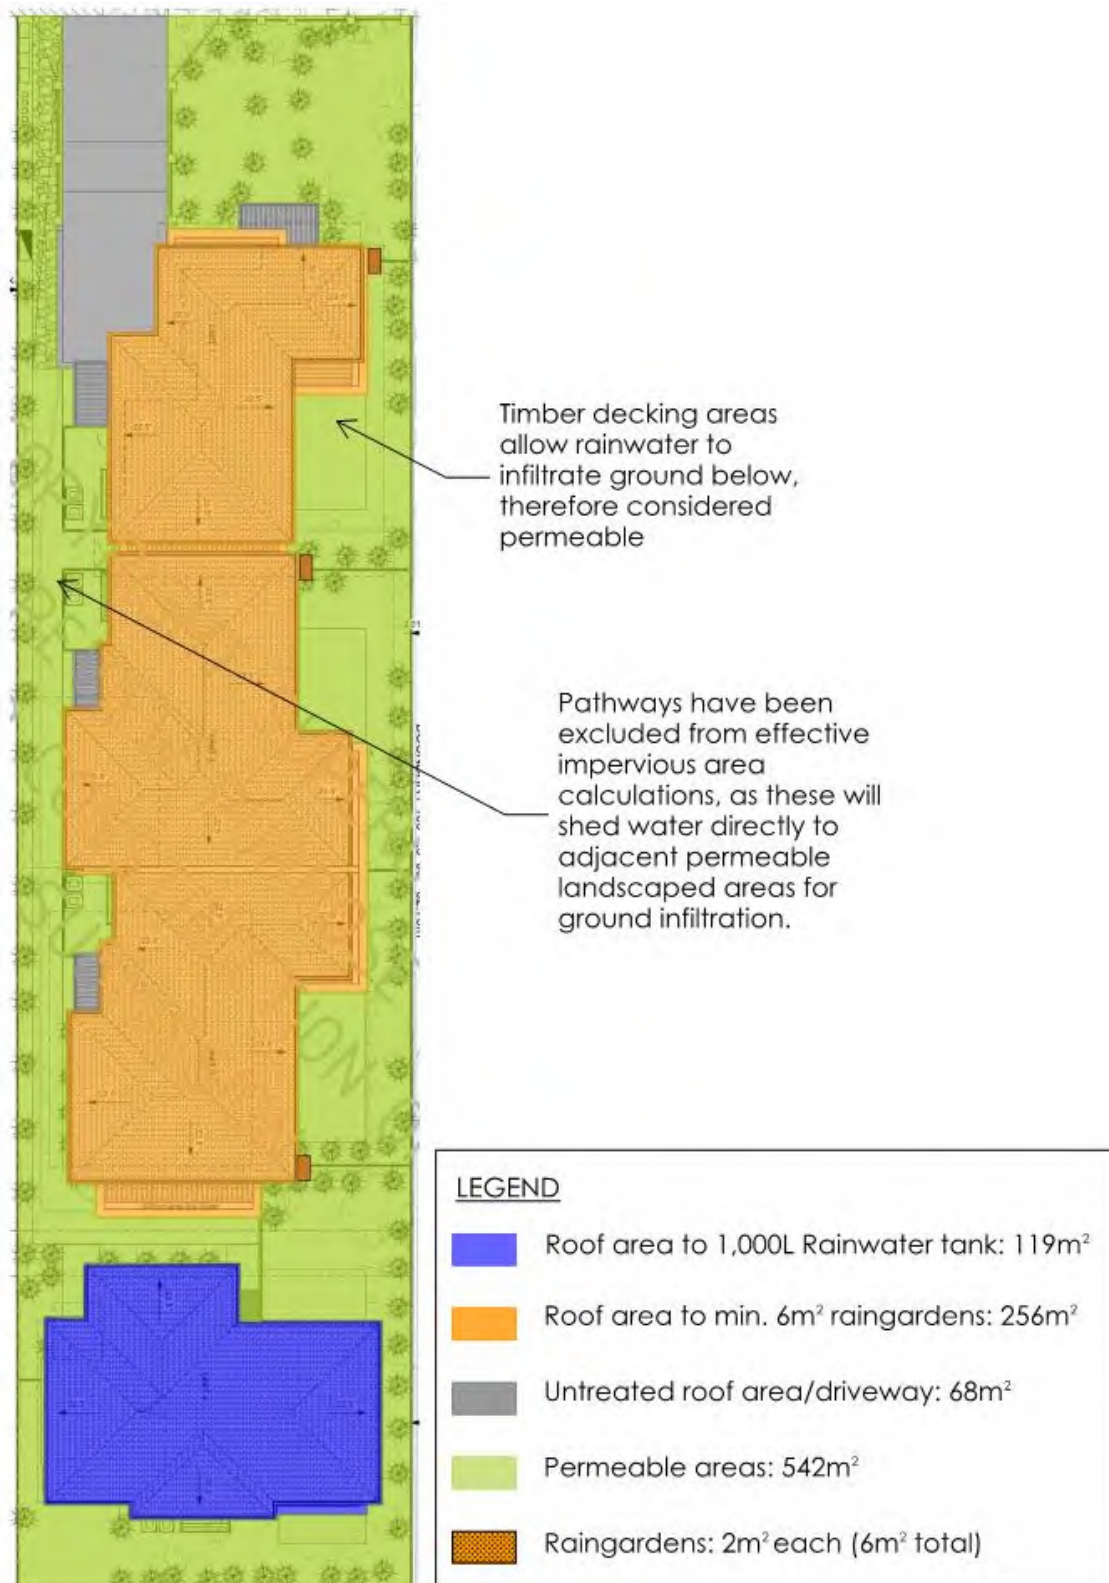 Timber decking areas
allow rainwater to
infiltrate ground below,
therefore considered
permeable
Pathways have been
excluded from effective
impervious area
calculations, as these will
shed water directly to
adjacent permeable
landscaped areas for
ground infiltration.
LEGEND
Roof area to 1,000L Rainwater tank: 119m²
Roof area to min. 6m² raingardens: 256m²
Untreated roof area/driveway: 68m²
Permeable areas: 542m²
Raingardens: 2m² each (6m² total)